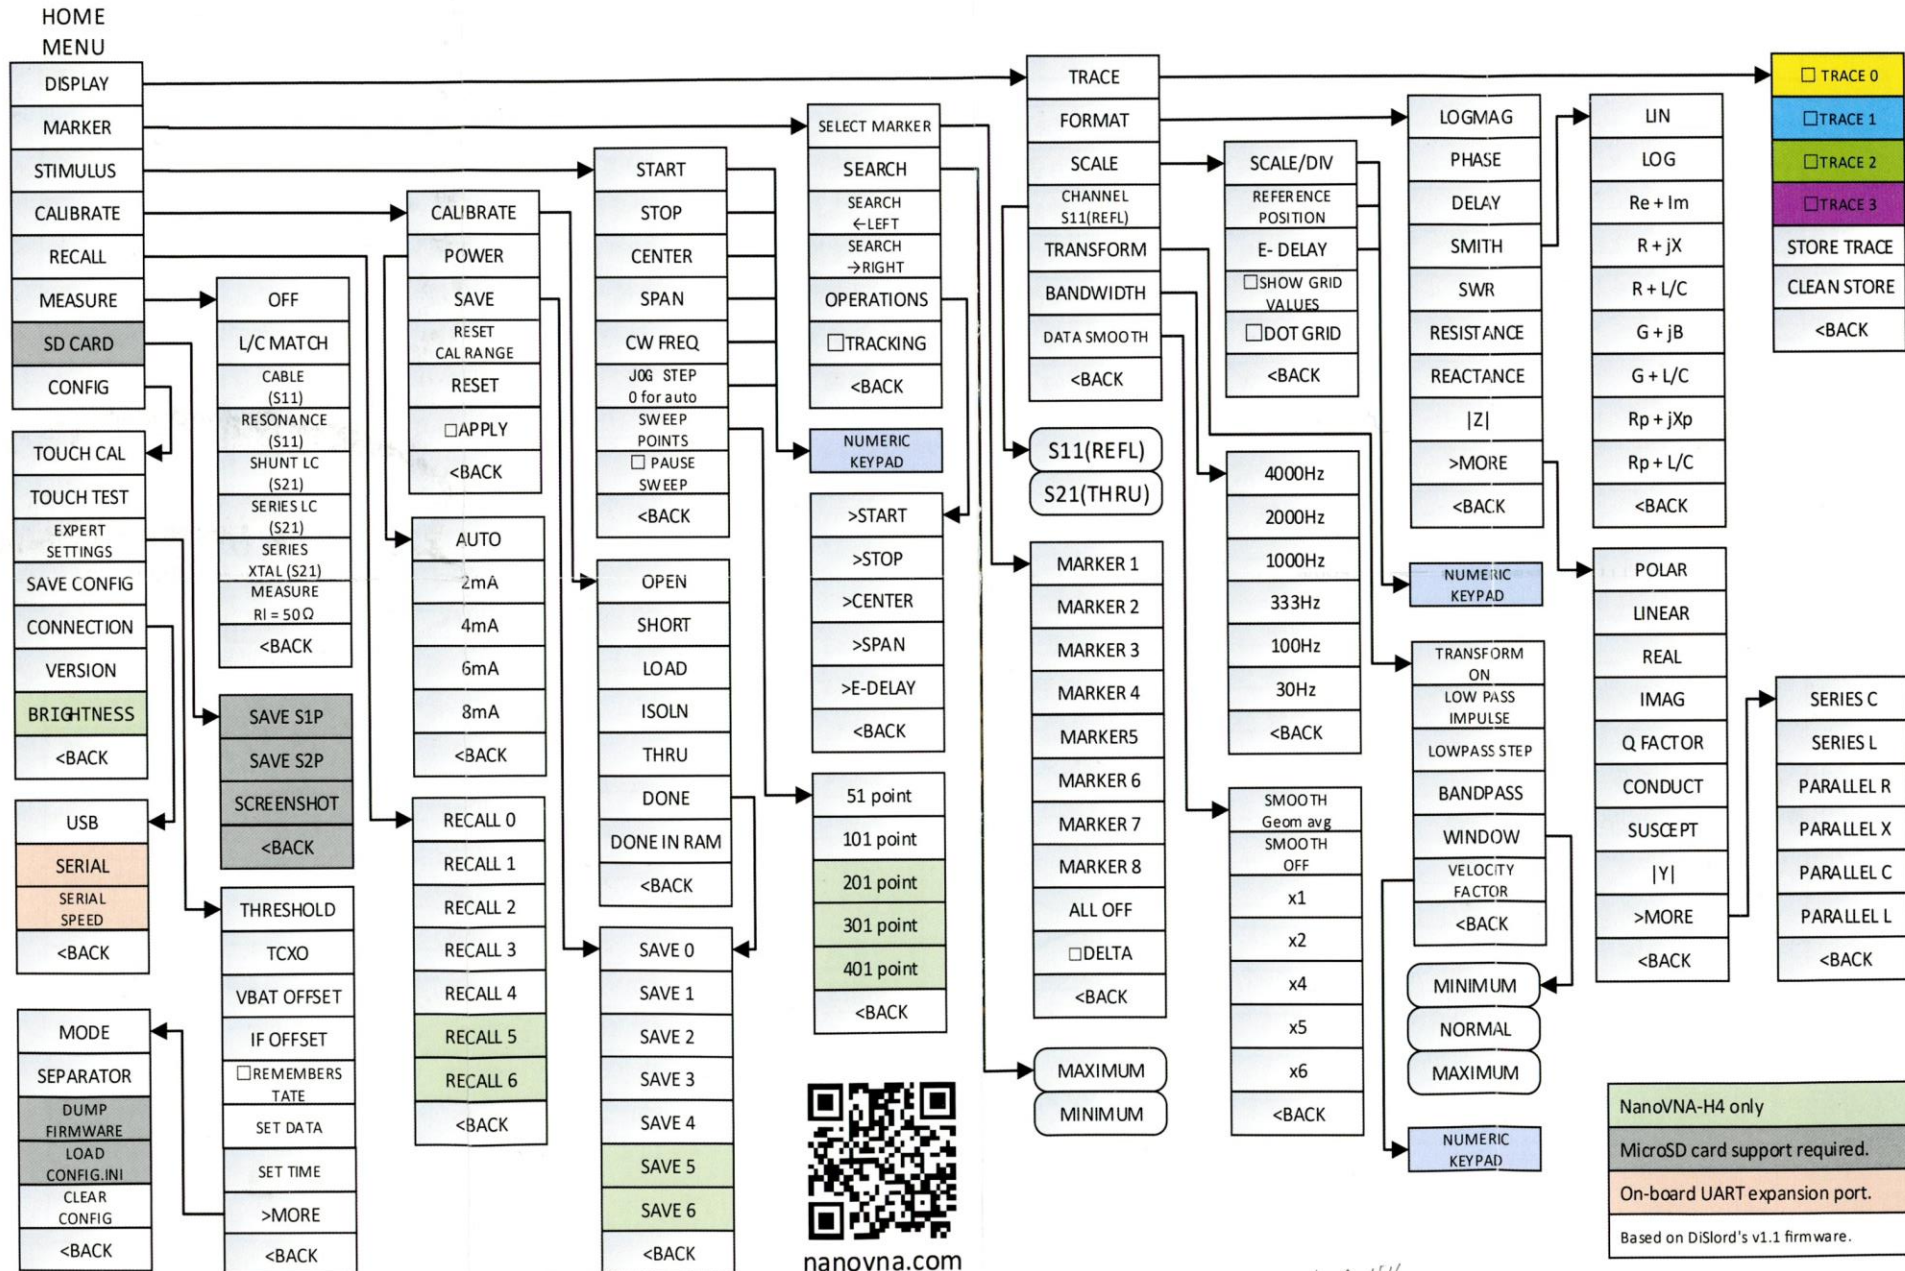 HOME
MENU
DISPLAY
MARKER
STIMULUS
CALIBRATE
RECALL
MEASURE
SD CARD
CONFIG
TOUCH CAL
TOUCH TEST
EXPERT
SETTINGS
SAVE CONFIG
CONNECTION
VERSION
BRIGHTNESS
<BACK
USB
SERIAL
SERIAL
SPEED
<BACK
MODE
SEPARATOR
DUMP
FIRMWARE
LOAD
CONFIG.INI
CLEAR
CONFIG
<BACK
OFF
L/C MATCH
CABLE
(S11)
RESONANCE
(S11)
SHUNT LC
(S21)
SERIES LC
(S21)
SERIES
XTAL (S21)
MEASURE
RI = 50 Ω
<BACK
SAVE S1P
SAVE S2P
SCREENSHOT
<BACK
THRESHOLD
TCXO
VBAT OFFSET
IF OFFSET
☐REMEMBERS
TATE
SET DATA
SET TIME
>MORE
<BACK
CALIBRATE
POWER
SAVE
RESET
CAL RANGE
RESET
☐APPLY
<BACK
AUTO
2mA
4mA
6mA
8mA
<BACK
RECALL 0
RECALL 1
RECALL 2
RECALL 3
RECALL 4
RECALL 5
RECALL 6
<BACK
START
STOP
CENTER
SPAN
CW FREQ
JOG STEP
0 for auto
SWEEP
POINTS
☐ PAUSE
SWEEP
<BACK
OPEN
SHORT
LOAD
ISOLN
THRU
DONE
DONE IN RAM
<BACK
SAVE 0
SAVE 1
SAVE 2
SAVE 3
SAVE 4
SAVE 5
SAVE 6
<BACK
SELECT MARKER
SEARCH
SEARCH
←LEFT
SEARCH
→RIGHT
OPERATIONS
☐TRACKING
<BACK
NUMERIC
KEYPAD
>START
>STOP
>CENTER
>SPAN
>E-DELAY
<BACK
51 point
101 point
201 point
301 point
401 point
<BACK
nanovna.com
TRACE
FORMAT
SCALE
CHANNEL
S11(REFL)
TRANSFORM
BANDWIDTH
DATA SMOOTH
<BACK
S11(REFL)
S21(THRU)
MARKER 1
MARKER 2
MARKER 3
MARKER 4
MARKER5
MARKER 6
MARKER 7
MARKER 8
ALL OFF
☐DELTA
<BACK
MAXIMUM
MINIMUM
SCALE/DIV
REFERENCE
POSITION
E- DELAY
☐SHOW GRID
VALUES
☐DOT GRID
<BACK
4000Hz
2000Hz
1000Hz
333Hz
100Hz
30Hz
<BACK
SMOOTH
Geom avg
SMOOTH
OFF
x1
x2
x4
x5
x6
<BACK
LOGMAG
PHASE
DELAY
SMITH
SWR
RESISTANCE
REACTANCE
|Z|
>MORE
<BACK
NUMERIC
KEYPAD
TRANSFORM
ON
LOW PASS
IMPULSE
LOWPASS STEP
BANDPASS
WINDOW
VELOCITY
FACTOR
<BACK
MINIMUM
NORMAL
MAXIMUM
NUMERIC
KEYPAD
LIN
LOG
Re + Im
R + jX
R + L/C
G + jB
G + L/C
Rp + jXp
Rp + L/C
<BACK
POLAR
LINEAR
REAL
IMAG
Q FACTOR
CONDUCT
SUSCEPT
|Y|
>MORE
<BACK
☐ TRACE 0
☐TRACE 1
☐TRACE 2
☐TRACE 3
STORE TRACE
CLEAN STORE
<BACK
SERIES C
SERIES L
PARALLEL R
PARALLEL X
PARALLEL C
PARALLEL L
<BACK
NanoVNA-H4 only
MicroSD card support required.
On-board UART expansion port.
Based on DiSlord's v1.1 firmware.